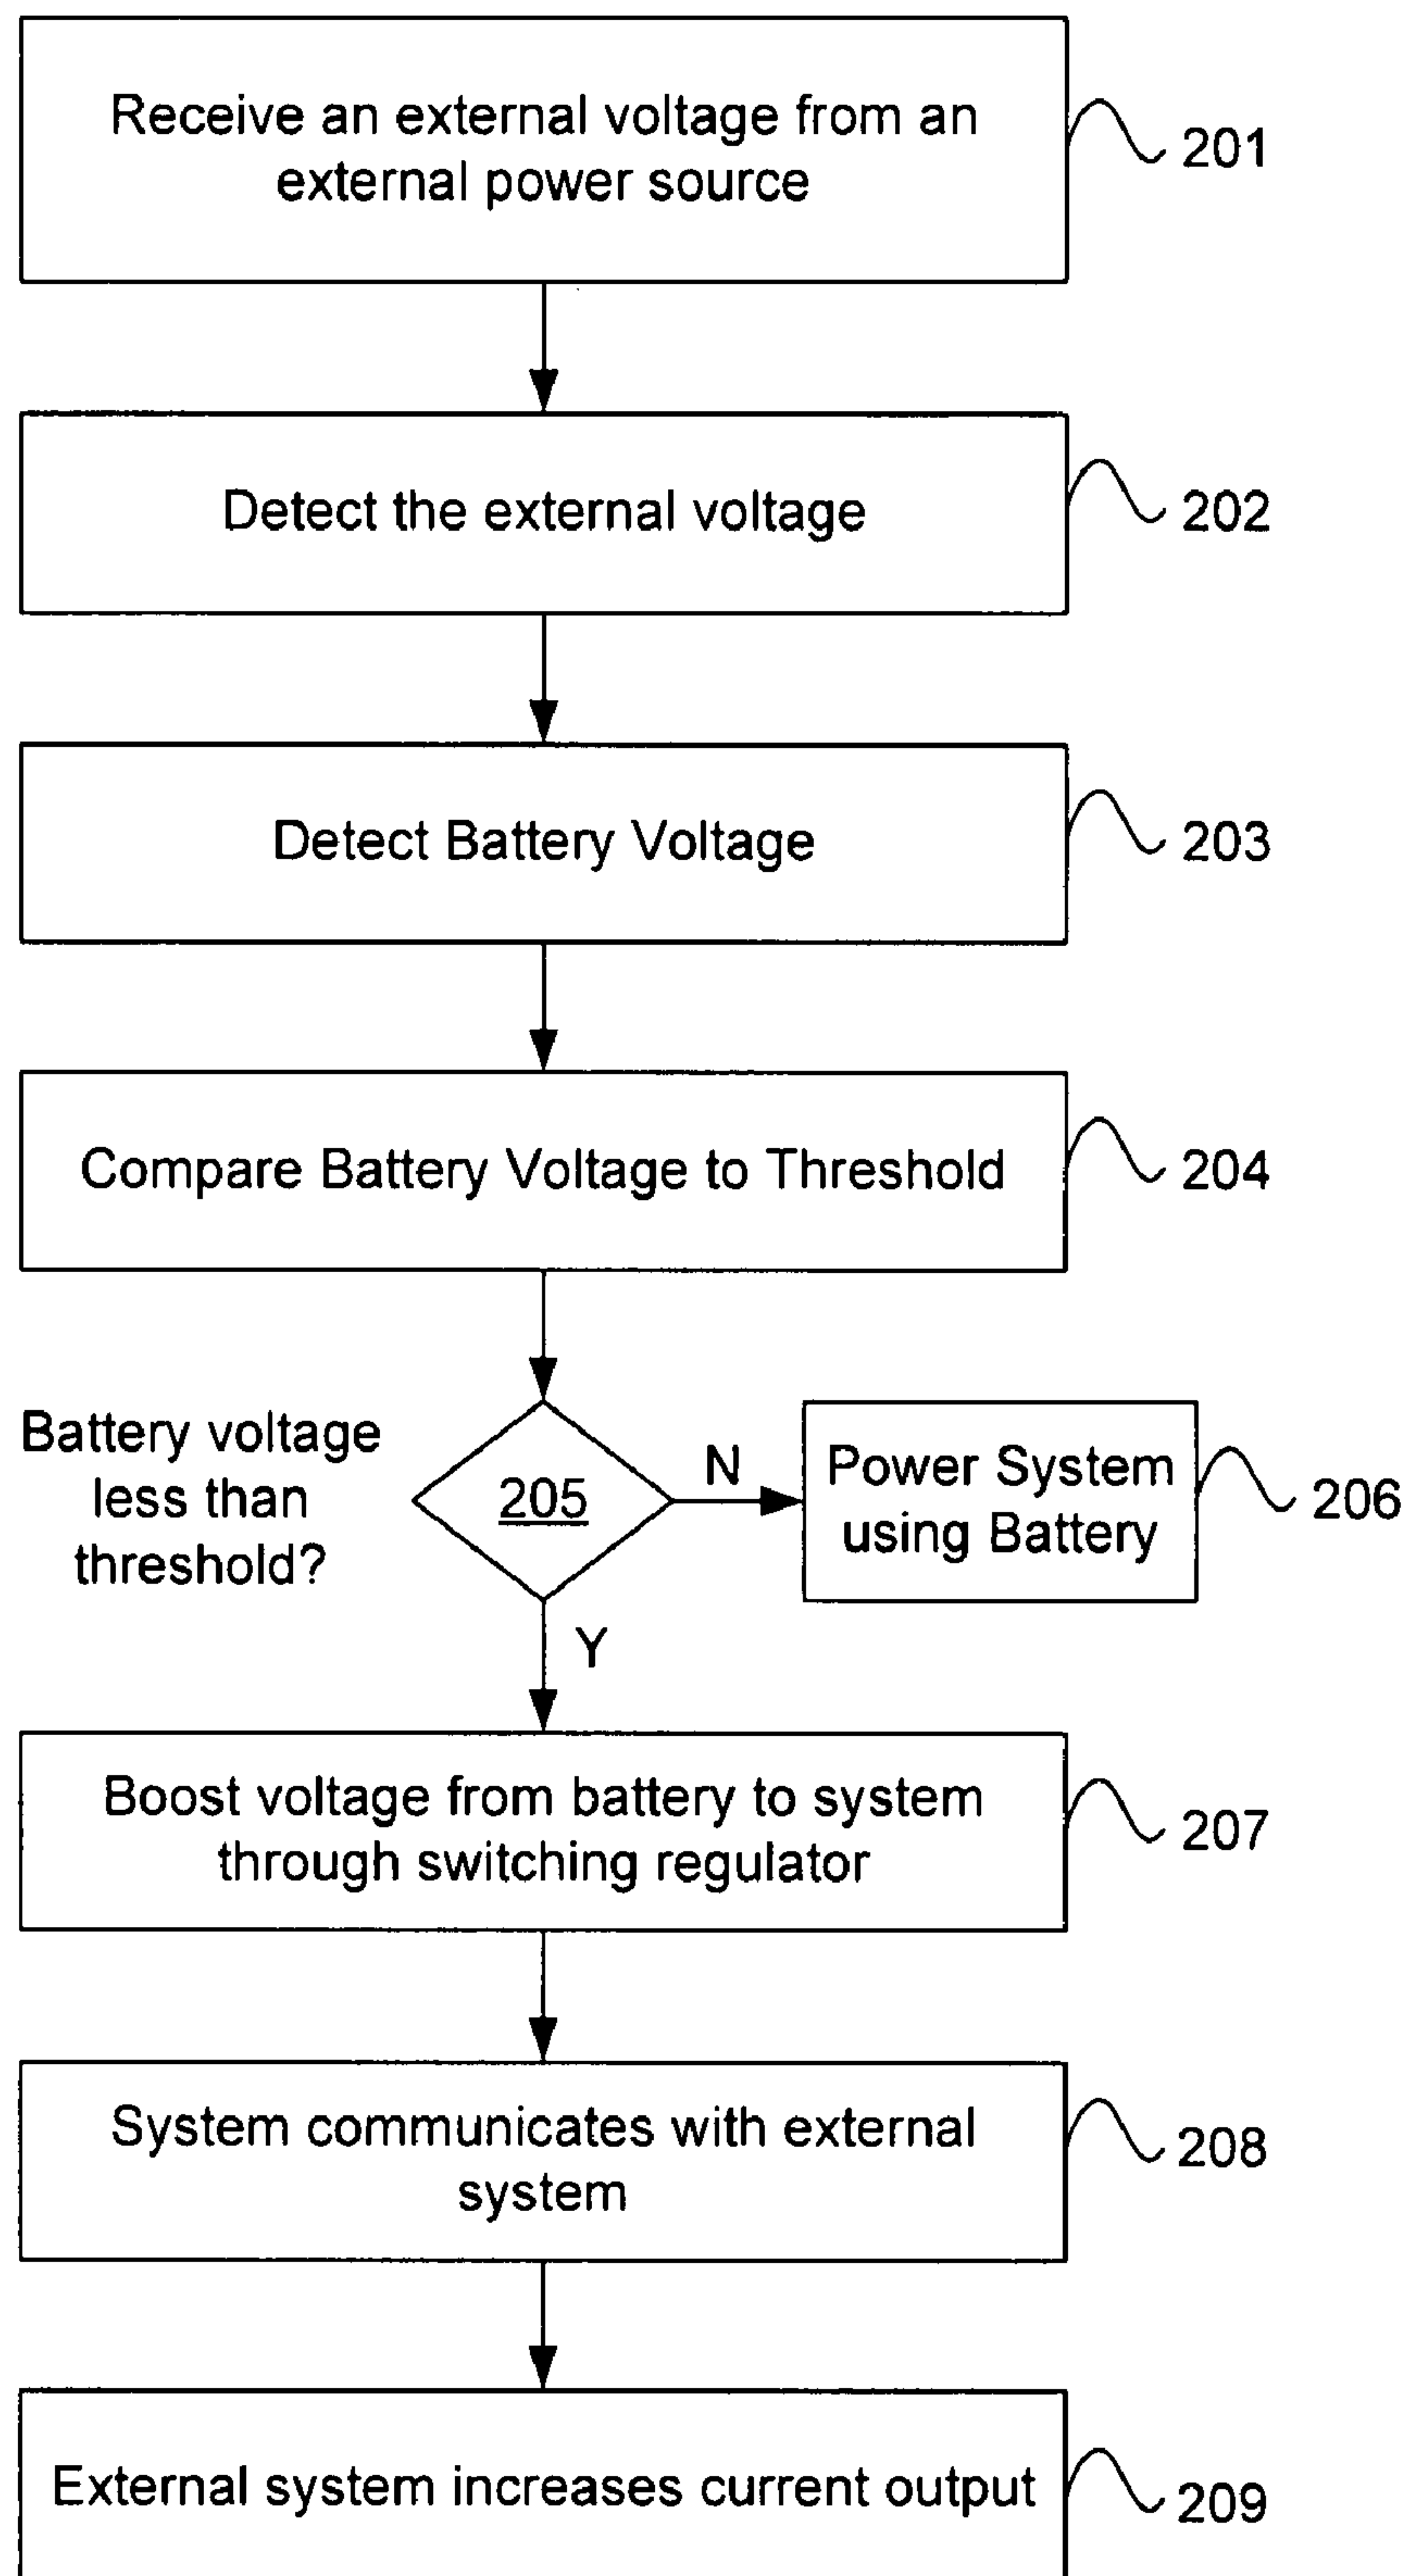 Receive an external voltage from an
external power source
201
Detect the external voltage
202
Detect Battery Voltage
203
Compare Battery Voltage to Threshold
204
Battery voltage
less than
threshold?
205
N
Power System
using Battery
206
Y
Boost voltage from battery to system
through switching regulator
207
System communicates with external
system
208
External system increases current output
209